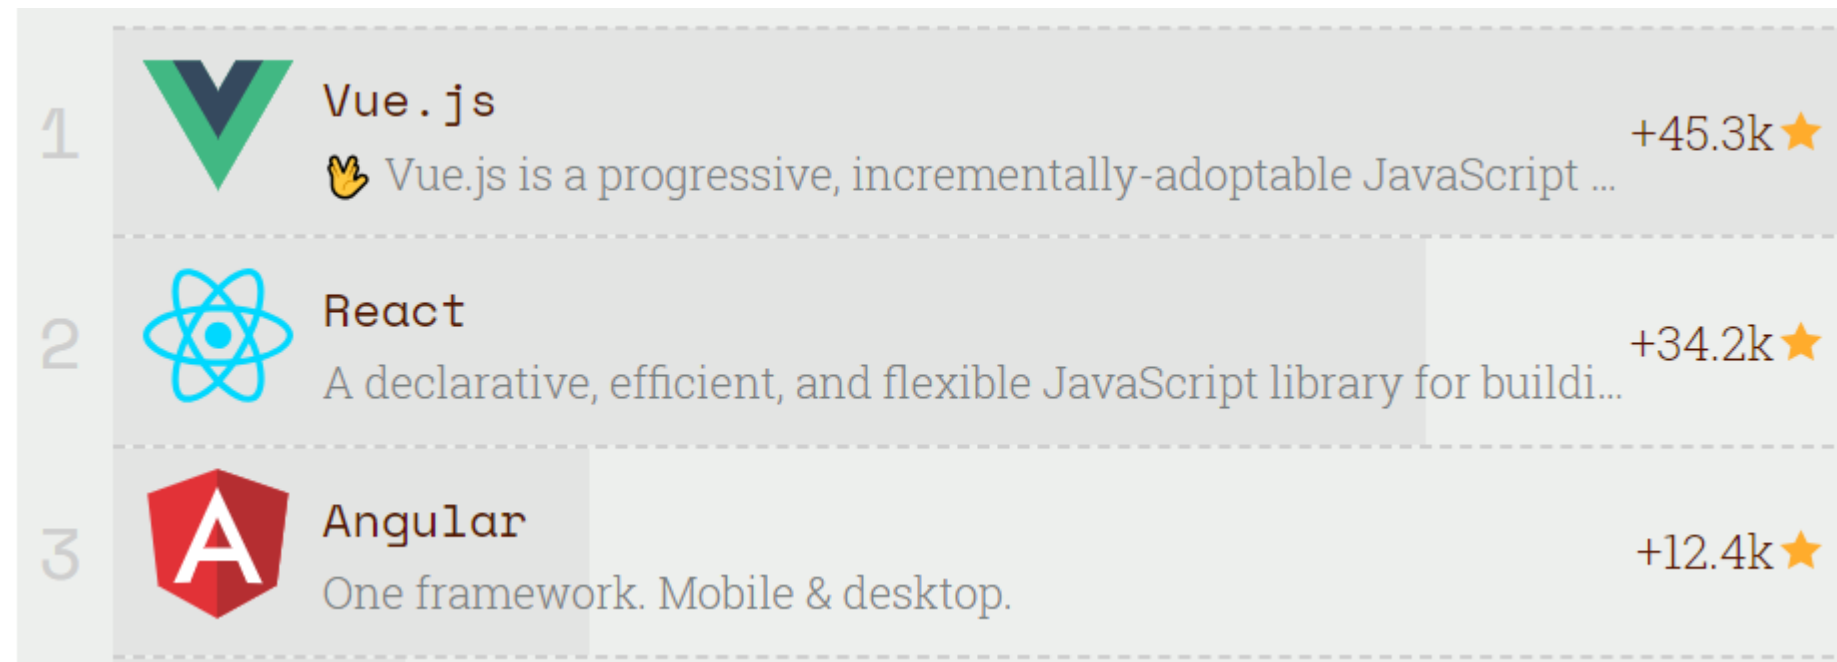 1
Vue.js
🖖 Vue.js is a progressive, incrementally-adoptable JavaScript ...
+45.3k
2
React
A declarative, efficient, and flexible JavaScript library for buildi...
+34.2k
3
A
Angular
One framework. Mobile & desktop.
+12.4k